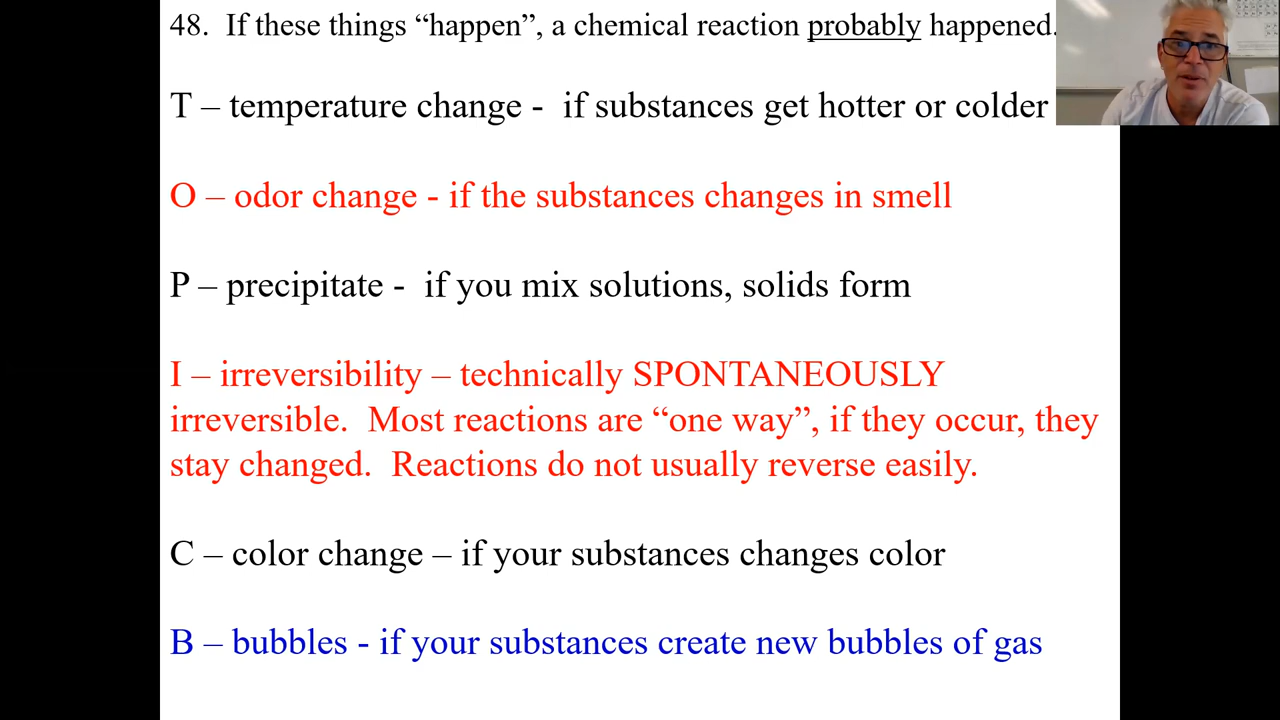 48.  If these things “happen”, a chemical reaction probably happened.
T – temperature change -  if substances get hotter or colder
O – odor change - if the substances changes in smell
P – precipitate -  if you mix solutions, solids form
I – irreversibility – technically SPONTANEOUSLY
irreversible.  Most reactions are “one way”, if they occur, they
stay changed.  Reactions do not usually reverse easily.
C – color change – if your substances changes color
B – bubbles - if your substances create new bubbles of gas